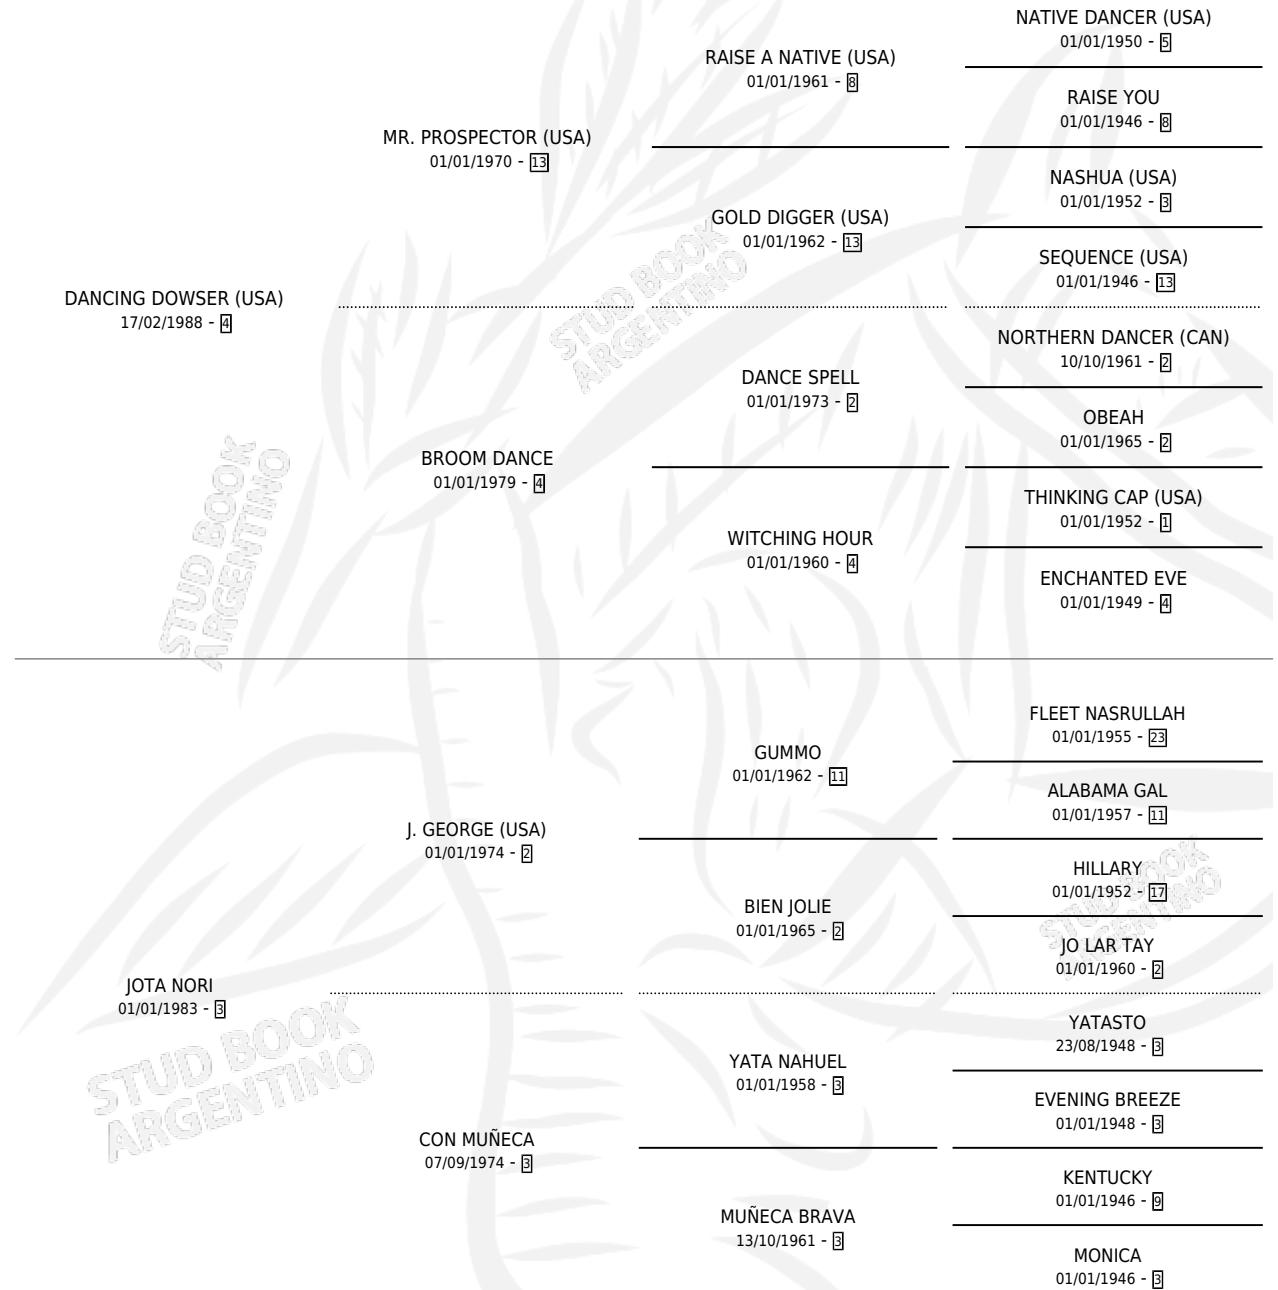 NATIVE DANCER (USA)
01/01/1950 - 5
RAISE A NATIVE (USA)
01/01/1961 - 8
RAISE YOU
01/01/1946 - 8
MR. PROSPECTOR (USA)
01/01/1970 - 13
NASHUA (USA)
01/01/1952 - 3
GOLD DIGGER (USA)
01/01/1962 - 13
SEQUENCE (USA)
01/01/1946 - 13
DANCING DOWSER (USA)
17/02/1988 - 4
NORTHERN DANCER (CAN)
10/10/1961 - 2
DANCE SPELL
01/01/1973 - 2
OBEAH
01/01/1965 - 2
BROOM DANCE
01/01/1979 - 4
THINKING CAP (USA)
01/01/1952 - 1
WITCHING HOUR
01/01/1960 - 4
ENCHANTED EVE
01/01/1949 - 4
FLEET NASRULLAH
01/01/1955 - 23
GUMMO
01/01/1962 - 11
ALABAMA GAL
01/01/1957 - 11
J. GEORGE (USA)
01/01/1974 - 2
HILLARY
01/01/1952 - 17
BIEN JOLIE
01/01/1965 - 2
JO LAR TAY
01/01/1960 - 2
JOTA NORI
01/01/1983 - 3
YATASTO
23/08/1948 - 3
YATA NAHUEL
01/01/1958 - 3
EVENING BREEZE
01/01/1948 - 3
CON MUÑECA
07/09/1974 - 3
KENTUCKY
01/01/1946 - 9
MUÑECA BRAVA
13/10/1961 - 3
MONICA
01/01/1946 - 3
STUD BOOK
ARGENTINO
STUD BOOK
ARGENTINO
STUD BOOK
ARGENTINO
STUD BOOK
ARGENTINO